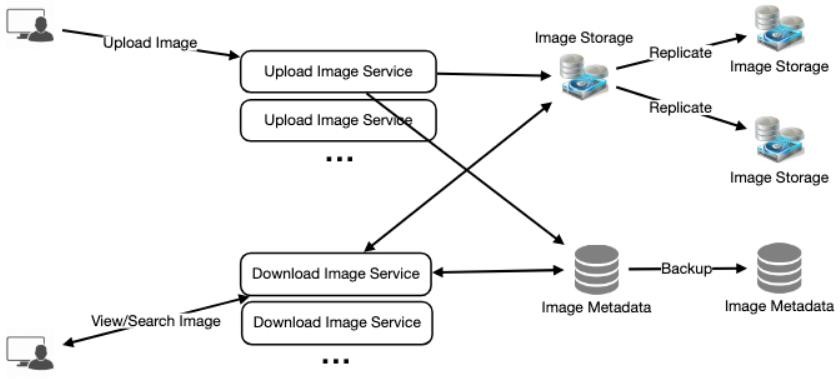 Upload Image
Upload Image Service
Upload Image Service
...
Image Storage
Replicate
Image Storage
Replicate
Image Storage
Download Image Service
Download Image Service
...
View/Search Image
Image Metadata
Backup
Image Metadata